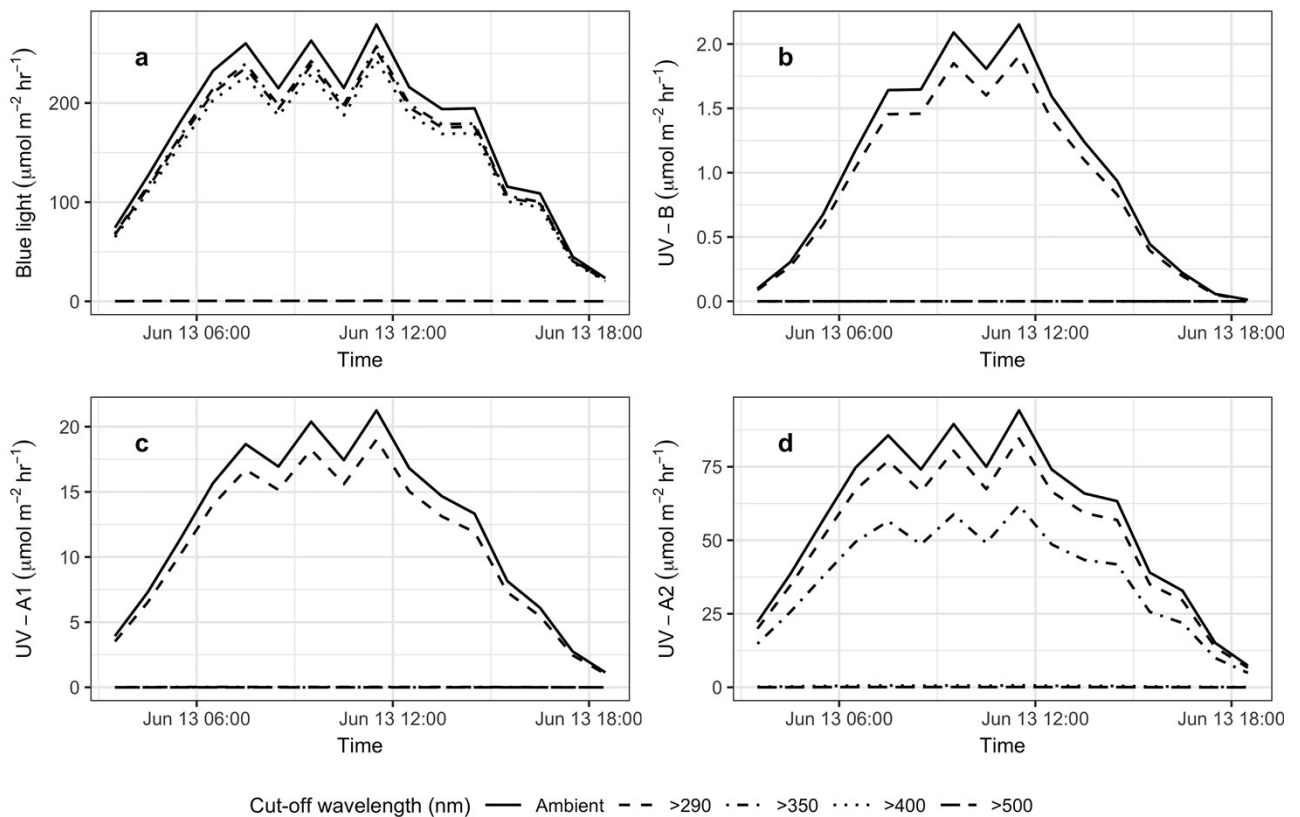 a
Blue light (μmol m⁻² hr⁻¹)
200
100
0
Jun 13 06:00 Jun 13 12:00 Jun 13 18:00
Time
b
UV − B (μmol m⁻² hr⁻¹)
2.0
1.5
1.0
0.5
0.0
Jun 13 06:00 Jun 13 12:00 Jun 13 18:00
Time
c
UV − A1 (μmol m⁻² hr⁻¹)
20
15
10
5
0
Jun 13 06:00 Jun 13 12:00 Jun 13 18:00
Time
d
UV − A2 (μmol m⁻² hr⁻¹)
75
50
25
0
Jun 13 06:00 Jun 13 12:00 Jun 13 18:00
Time
Cut-off wavelength (nm) Ambient >290 >350 >400 >500